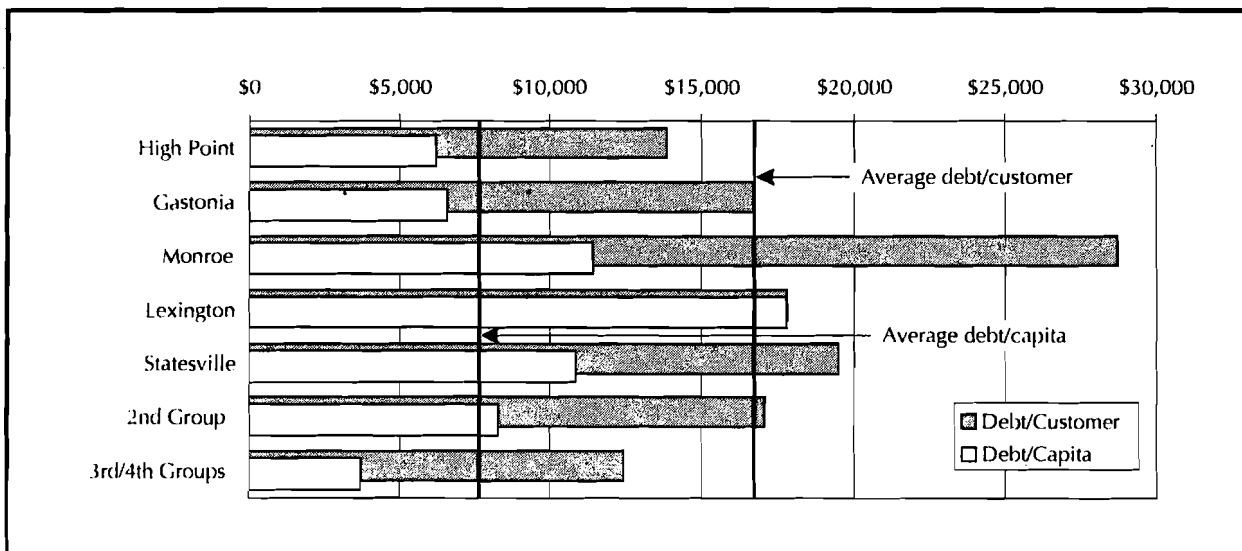 $0 $5,000 $10,000 $15,000 $20,000 $25,000 $30,000
High Point
Average debt/customer
Gastonia
Monroe
Lexington
Average debt/capita
Statesville
2nd Group
Debt/Customer
Debt/Capita
3rd/4th Groups